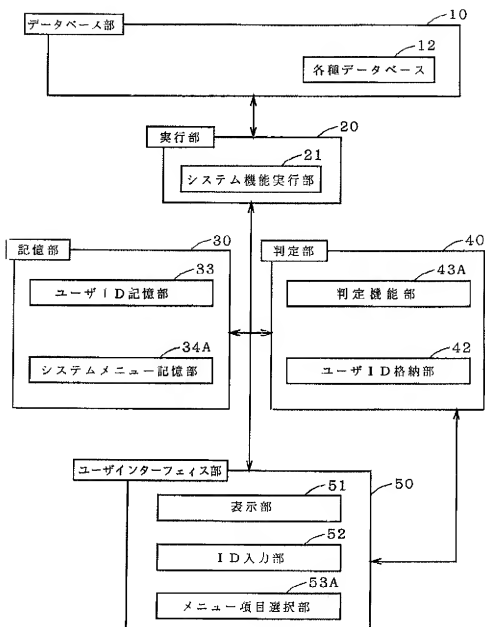 データベース部
10
12
各種データベース
実行部
20
21
システム機能実行部
記憶部
30
33
ユーザID記憶部
34A
システムメニュー記憶部
判定部
40
43A
判定機能部
42
ユーザID格納部
ユーザインターフェイス部
50
51
表示部
52
ID入力部
53A
メニュー項目選択部